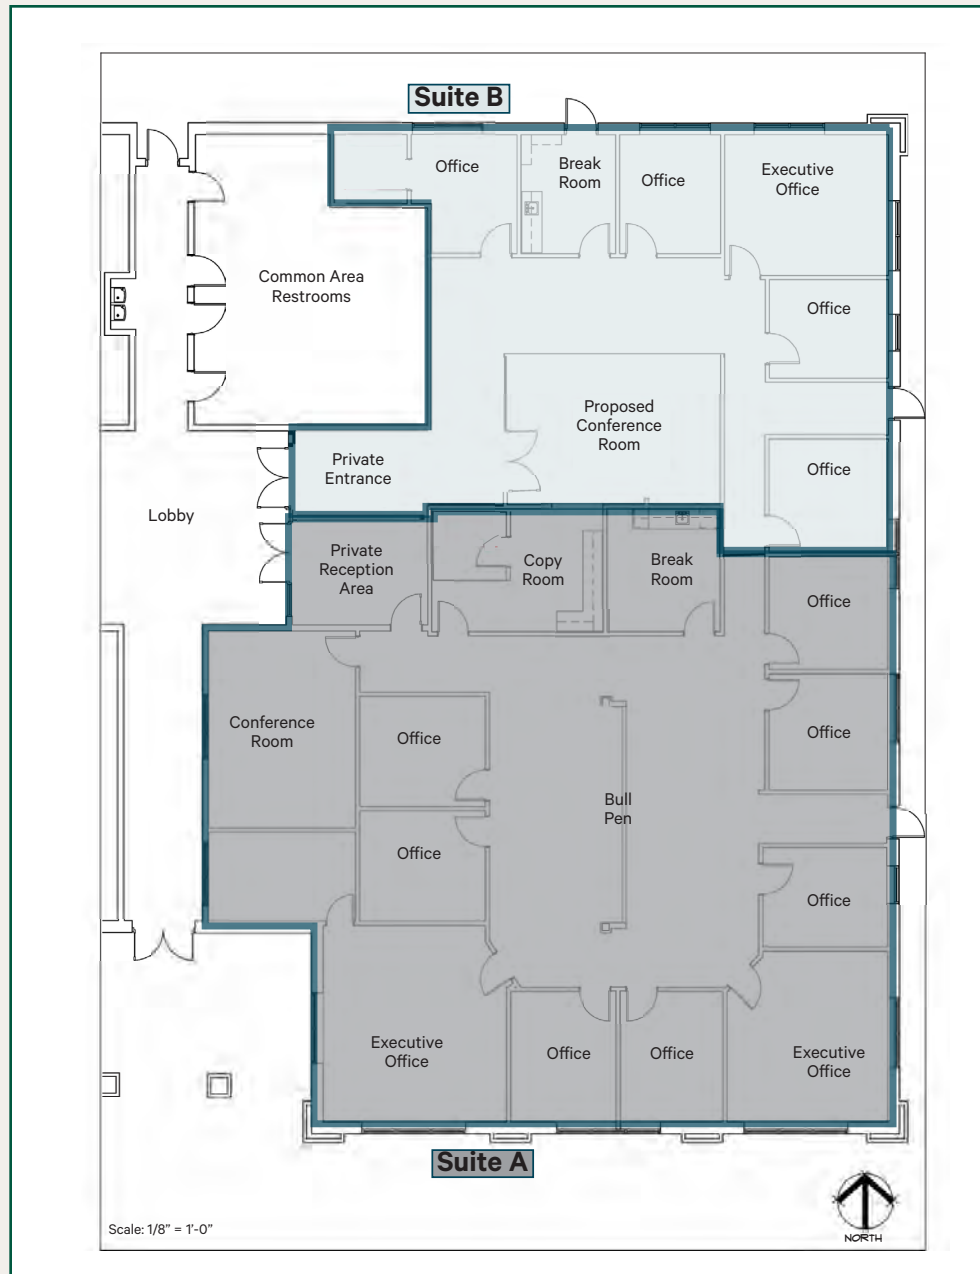 Suite B
Office
Break
Room
Office
Executive
Office
Common Area
Restrooms
Office
Proposed
Conference
Room
Private
Entrance
Office
Lobby
Private
Reception
Area
Copy
Room
Break
Room
Office
Conference
Room
Office
Office
Bull
Pen
Office
Office
Executive
Office
Office
Office
Executive
Office
Suite A
Scale: 1/8” = 1’-0”
NORTH